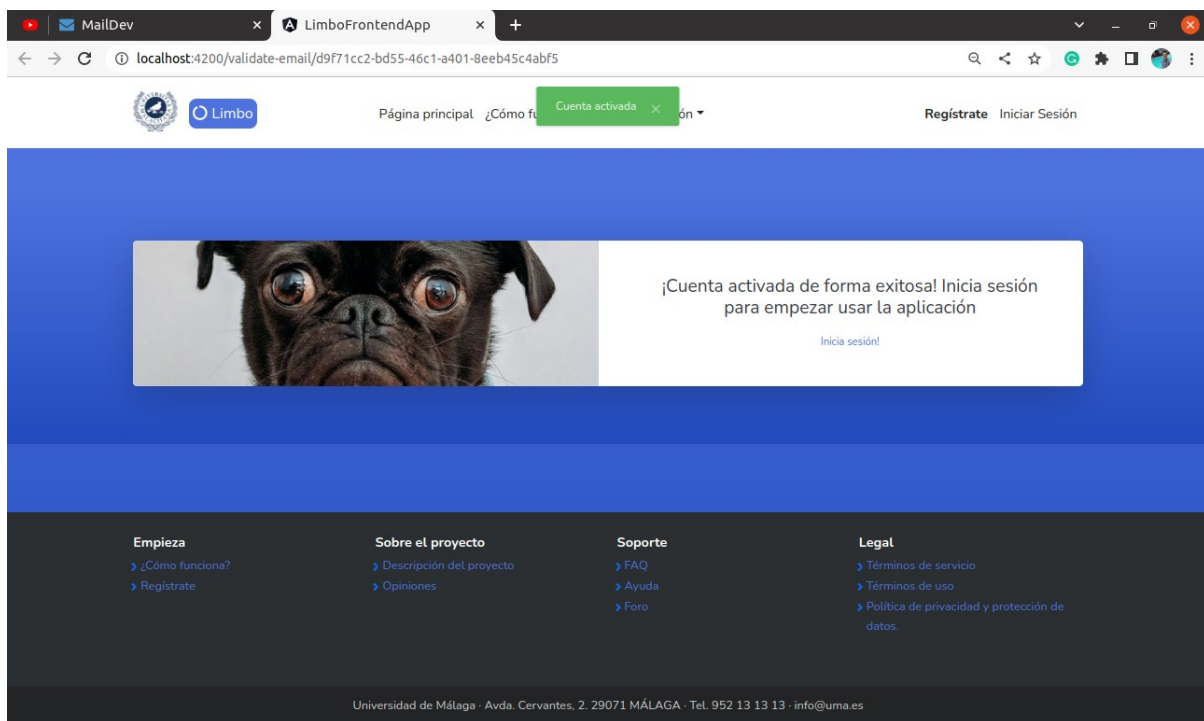 MailDev
LimboFrontendApp
localhost:4200/validate-email/d9f71cc2-bd55-46c1-a401-8eeb45c4abf5
Limbo
Página principal ¿Cómo fu
Cuenta activada
ón
Regístrate Iniciar Sesión
¡Cuenta activada de forma exitosa! Inicia sesión
para empezar usar la aplicación
Inicia sesión!
Empieza
¿Cómo funciona?
Regístrate
Sobre el proyecto
Descripción del proyecto
Opiniones
Soporte
FAQ
Ayuda
Foro
Legal
Términos de servicio
Términos de uso
Política de privacidad y protección de
datos.
Universidad de Málaga · Avda. Cervantes, 2. 29071 MÁLAGA · Tel. 952 13 13 13 · info@uma.es